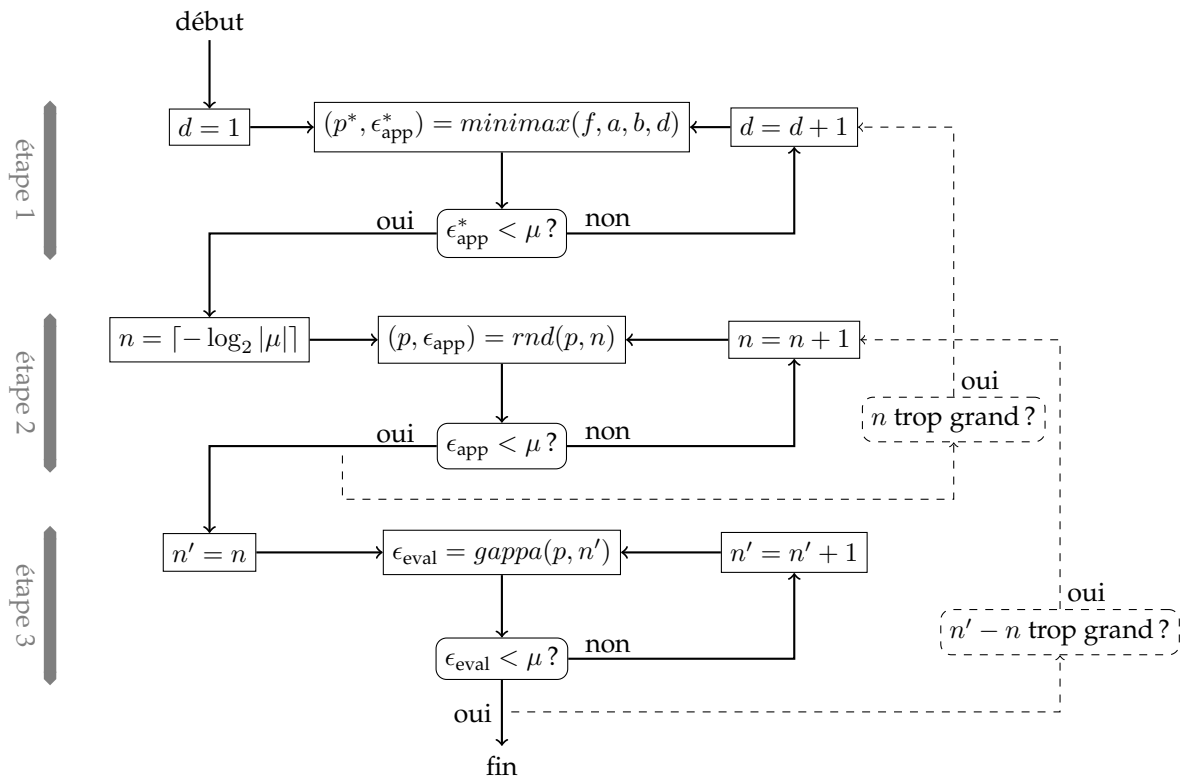 début
étape 1
d = 1
(p*, ϵ*app) = minimax(f, a, b, d)
d = d + 1
oui
ϵ*app < μ ?
non
étape 2
n = ⌈− log₂ |μ|⌉
(p, ϵapp) = rnd(p, n)
n = n + 1
oui
n trop grand ?
oui
ϵapp < μ ?
non
étape 3
n′ = n
ϵeval = gappa(p, n′)
n′ = n′ + 1
oui
n′ − n trop grand ?
ϵeval < μ ?
non
oui
fin